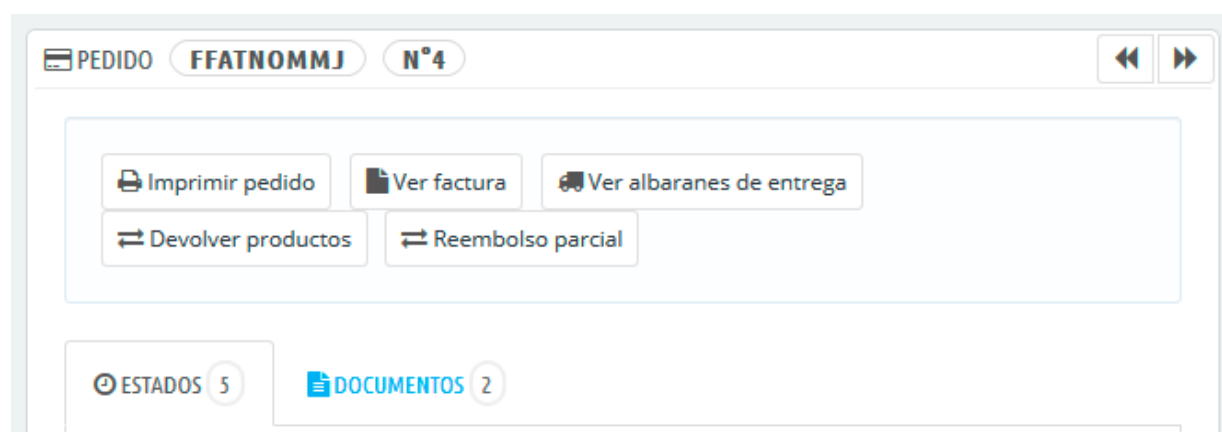 PEDIDO FFATNOMMJ N°4
Imprimir pedido Ver factura Ver albaranes de entrega
Devolver productos Reembolso parcial
ESTADOS 5 DOCUMENTOS 2